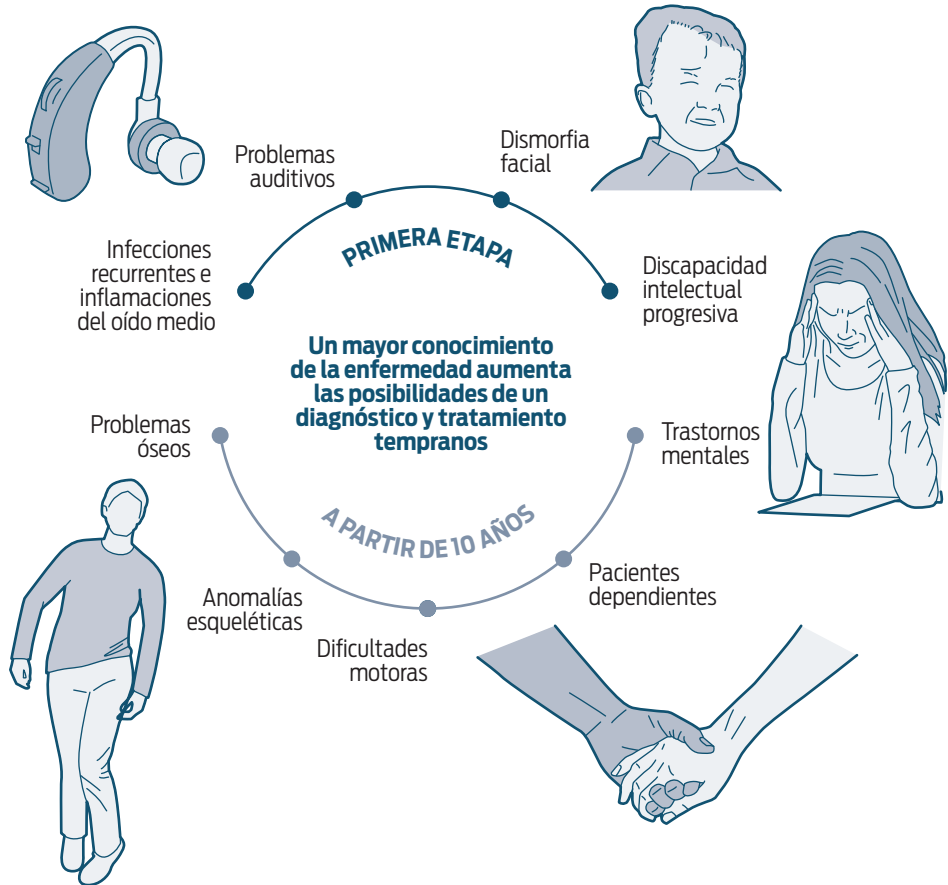 Problemas
auditivos
Dismorfia
facial
Infecciones
recurrentes e
inflamaciones
del oído medio
PRIMERA ETAPA
Discapacidad
intelectual
progresiva
Un mayor conocimiento
de la enfermedad aumenta
las posibilidades de un
diagnóstico y tratamiento
tempranos
Problemas
óseos
Trastornos
mentales
A PARTIR DE 10 AÑOS
Anomalías
esqueléticas
Dificultades
motoras
Pacientes
dependientes